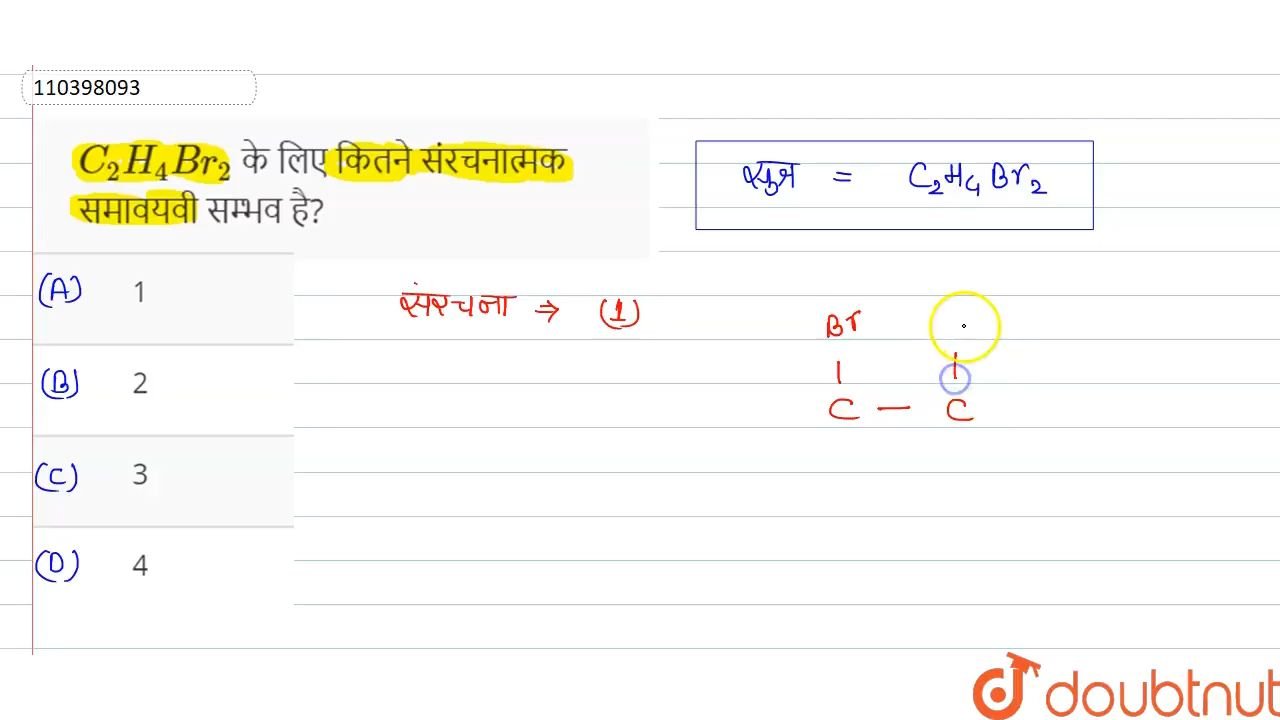 110398093
C₂H₄Br₂ के लिए कितने संरचनात्मक
समावयवी सम्भव है?
सूत्र = C₂H₄Br₂
(A) 1
संरचना ⇒ (1)
Br
(B) 2
C — C
(C) 3
(D) 4
doubtnut